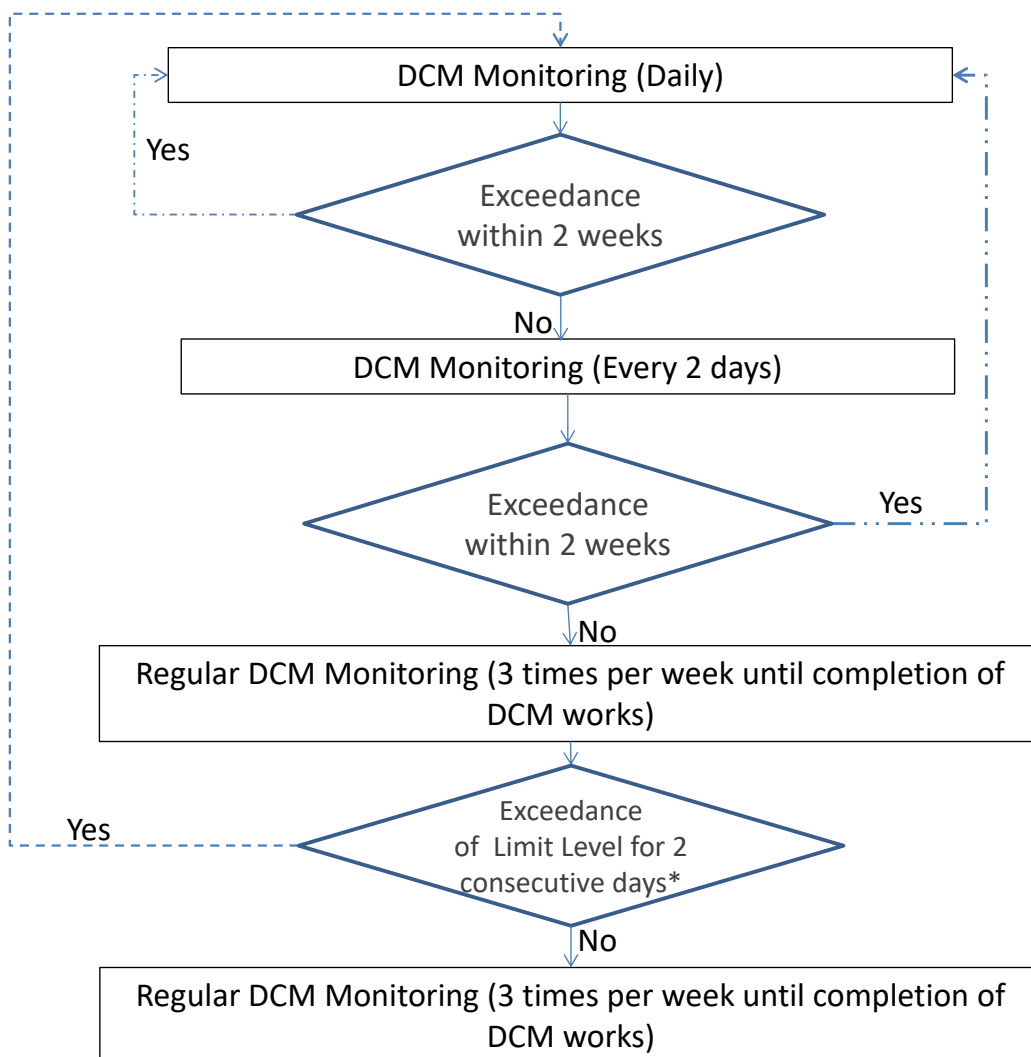 DCM Monitoring (Daily)
Yes
Exceedance
within 2 weeks
No
DCM Monitoring (Every 2 days)
Exceedance
within 2 weeks
Yes
No
Regular DCM Monitoring (3 times per week until completion of
DCM works)
Yes
Exceedance
of Limit Level for 2
consecutive days*
No
Regular DCM Monitoring (3 times per week until completion of
DCM works)